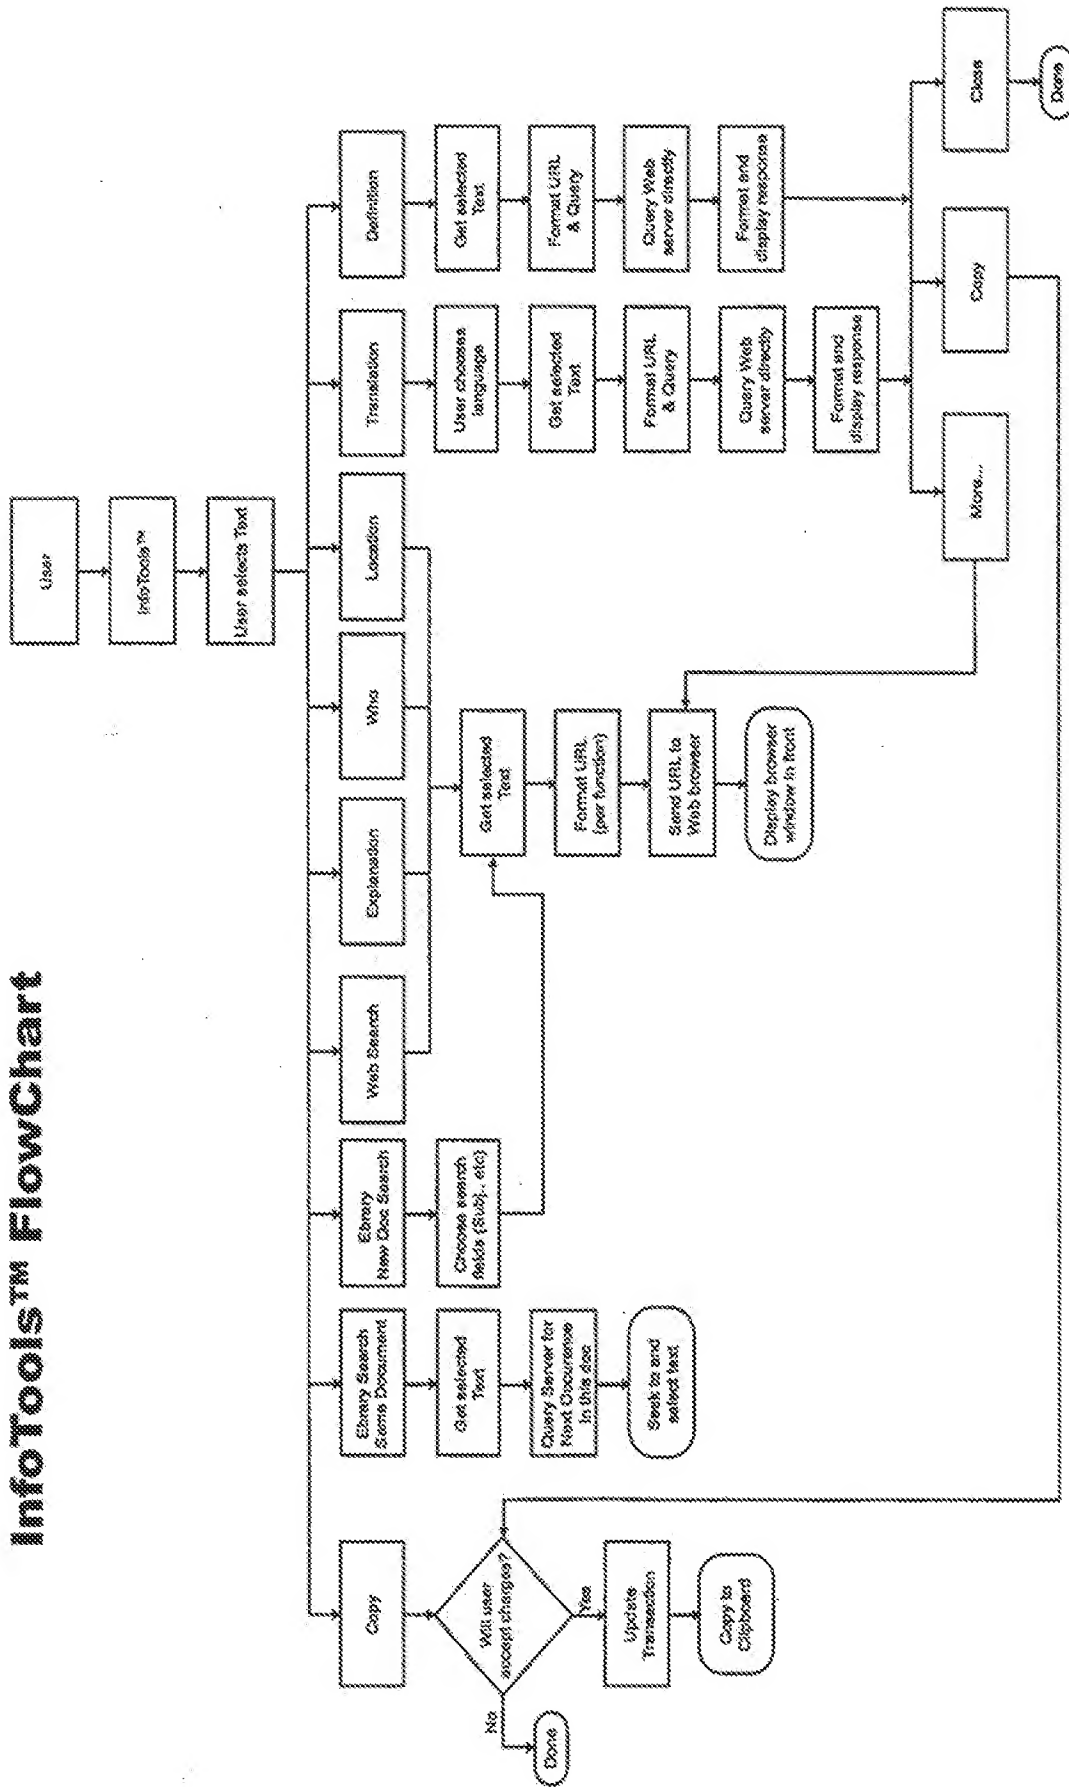 InfoTools™ FlowChart
User
InfoTools™
User selects Text
Copy
Ebrary Search
Same Document
Ebrary
New Doc Search
Web Search
Explanation
Who
Location
Translation
Definition
Will user
accept charges?
No
Done
Yes
Update
Transaction
Copy to
Clipboard
Get selected
Text
Query Server for
Next Occurence
in this doc
Seek to and
select text
Choose search
fields (Subj., etc)
Get selected
Text
Format URL
(per function)
Send URL to
Web browser
Display browser
window in front
User chooses
language
Get selected
Text
Format URL
& Query
Query Web
server directly
Format and
display response
Get selected
Text
Format URL
& Query
Query Web
server directly
Format and
display response
More...
Copy
Close
Done